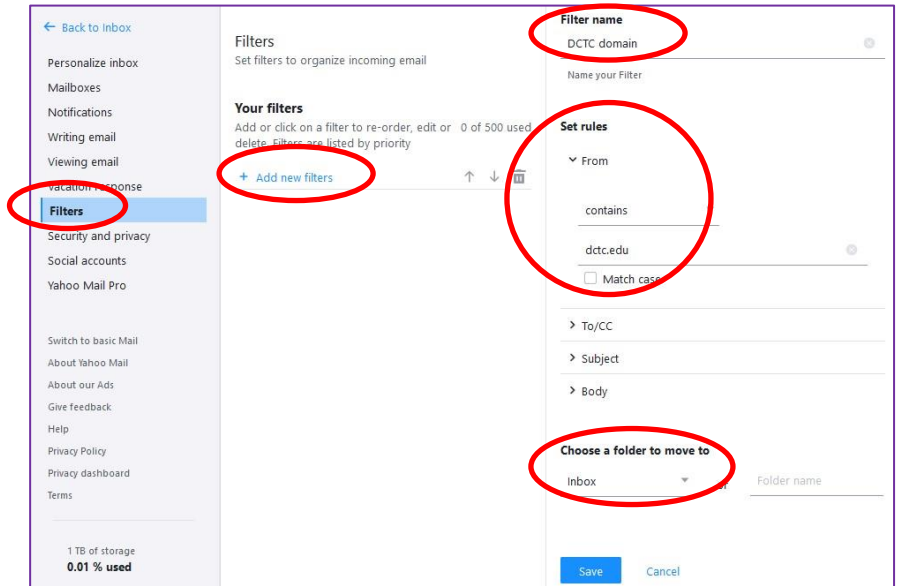 ← Back to Inbox
Personalize inbox
Mailboxes
Notifications
Writing email
Viewing email
Vacation response
Filters
Security and privacy
Social accounts
Yahoo Mail Pro
Switch to basic Mail
About Yahoo Mail
About our Ads
Give feedback
Help
Privacy Policy
Privacy dashboard
Terms
1 TB of storage
0.01 % used
Filters
Set filters to organize incoming email
Your filters
Add or click on a filter to re-order, edit or 0 of 500 used
delete. Filters are listed by priority
+ Add new filters
Filter name
DCTC domain
Name your Filter
Set rules
From
contains
dctc.edu
Match case
To/CC
Subject
Body
Choose a folder to move to
Inbox or Folder name
Save Cancel